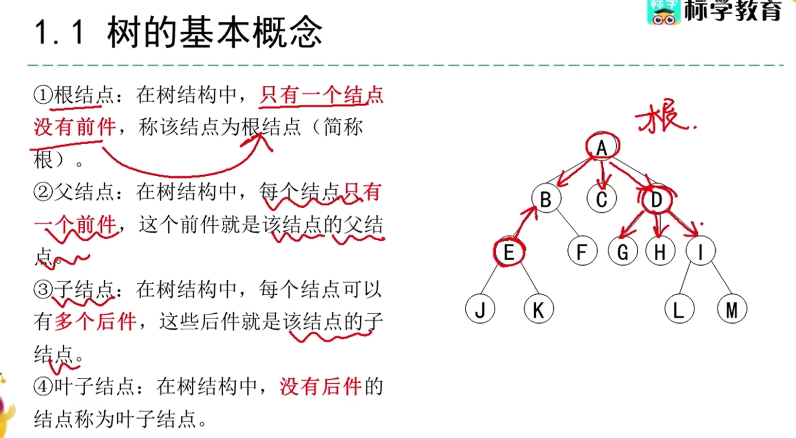 1.1 树的基本概念
标学教育
①根结点：在树结构中，只有一个结点
没有前件，称该结点为根结点（简称
根）。
②父结点：在树结构中，每个结点只有
一个前件，这个前件就是该结点的父结
点。
③子结点：在树结构中，每个结点可以
有多个后件，这些后件就是该结点的子
结点。
④叶子结点：在树结构中，没有后件的
结点称为叶子结点。
根.
A
B C D
E F G H I
J K L M